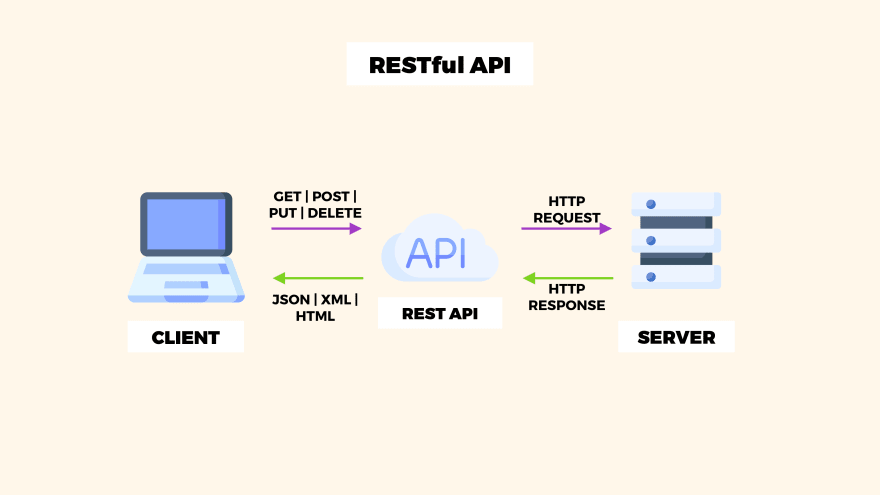 RESTful API
GET | POST |
PUT | DELETE
HTTP
REQUEST
API
JSON | XML |
HTML
HTTP
RESPONSE
REST API
CLIENT
SERVER